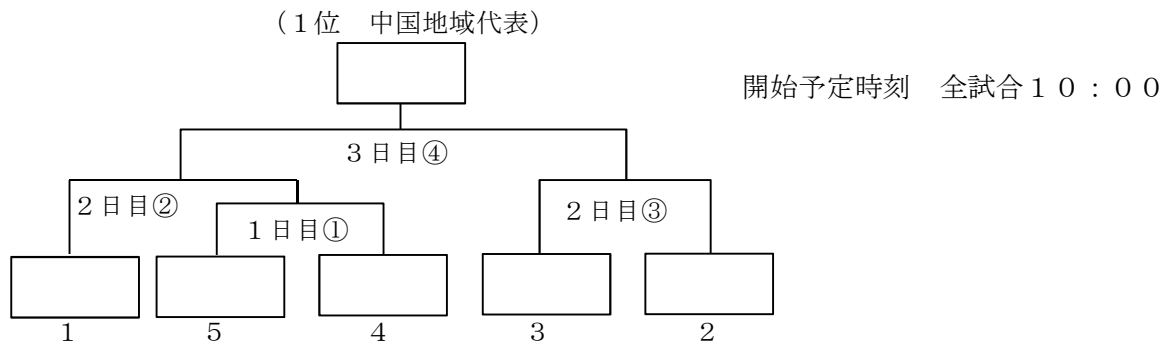 （１位　中国地域代表）
開始予定時刻　全試合１０：００
３日目④
２日目②
２日目③
１日目①
１
５
４
３
２